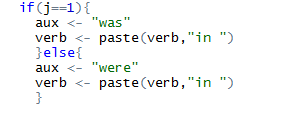 if(j==1){
aux <- "was"
verb <- paste(verb,"in ")
}else{
aux <- "were"
verb <- paste(verb,"in ")
}